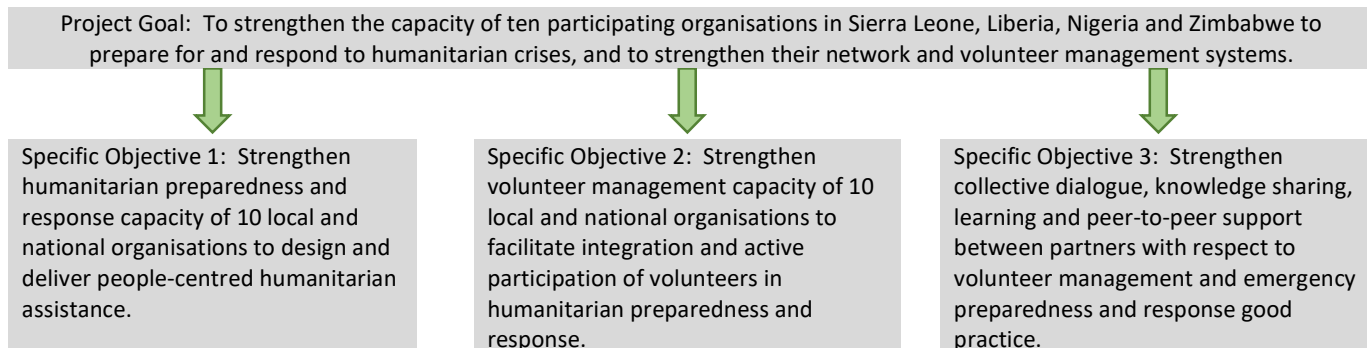 Project Goal: To strengthen the capacity of ten participating organisations in Sierra Leone, Liberia, Nigeria and Zimbabwe to
prepare for and respond to humanitarian crises, and to strengthen their network and volunteer management systems.
Specific Objective 1: Strengthen
humanitarian preparedness and
response capacity of 10 local and
national organisations to design and
deliver people-centred humanitarian
assistance.
Specific Objective 2: Strengthen
volunteer management capacity of 10
local and national organisations to
facilitate integration and active
participation of volunteers in
humanitarian preparedness and
response.
Specific Objective 3: Strengthen
collective dialogue, knowledge sharing,
learning and peer-to-peer support
between partners with respect to
volunteer management and emergency
preparedness and response good
practice.